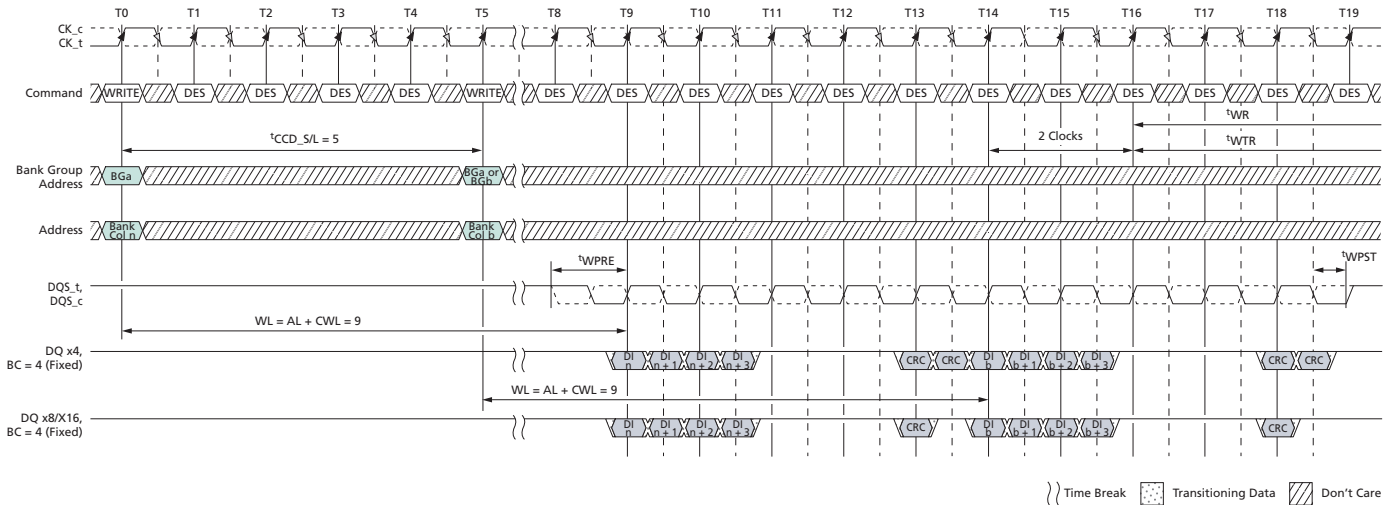 T0 T1 T2 T3 T4 T5 T8 T9 T10 T11 T12 T13 T14 T15 T16 T17 T18 T19
CK_c
CK_t
Command WRITE DES DES DES DES WRITE DES DES DES DES DES DES DES DES DES DES DES DES
tWR
tCCD_S/L = 5 2 Clocks tWTR
Bank Group
Address
BGa BGa or
BGb
Address Bank
Col n Bank
Col b
tWPRE tWPST
DQS_t,
DQS_c
WL = AL + CWL = 9
DQ x4,
BC = 4 (Fixed)
DI
n DI
n + 1 DI
n + 2 DI
n + 3 CRC CRC DI
b DI
b + 1 DI
b + 2 DI
b + 3 CRC CRC
WL = AL + CWL = 9
DQ x8/X16,
BC = 4 (Fixed)
DI
n DI
n + 1 DI
n + 2 DI
n + 3 CRC DI
b DI
b + 1 DI
b + 2 DI
b + 3 CRC
Time Break Transitioning Data Don't Care